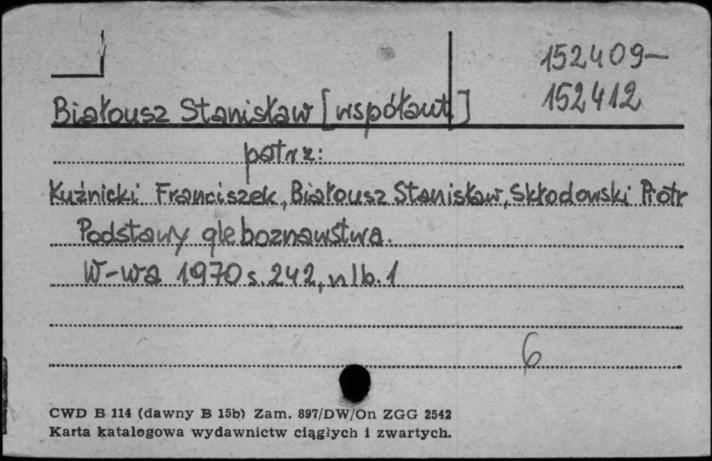 152409-
152412
Białousz Stanisław [współaut]
patrz:
Kuźnicki Franciszek, Białousz Stanisław, Skłodowski Piotr
Podstawy gleboznawstwa.
W-wa 1970 s. 242, nlb. 1
6
CWD B 114 (dawny B 15b) Zam. 897/DW/On ZGG 2542
Karta katalogowa wydawnictw ciągłych i zwartych.